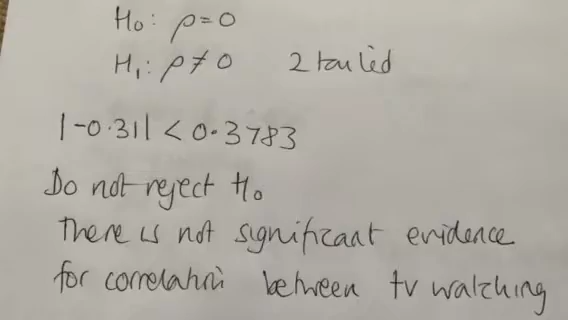 H₀: ρ=0
H₁: ρ≠0 2 tailed
|-0.311| < 0.3783
Do not reject H₀
There is not significant evidence
for correlation between tv watching